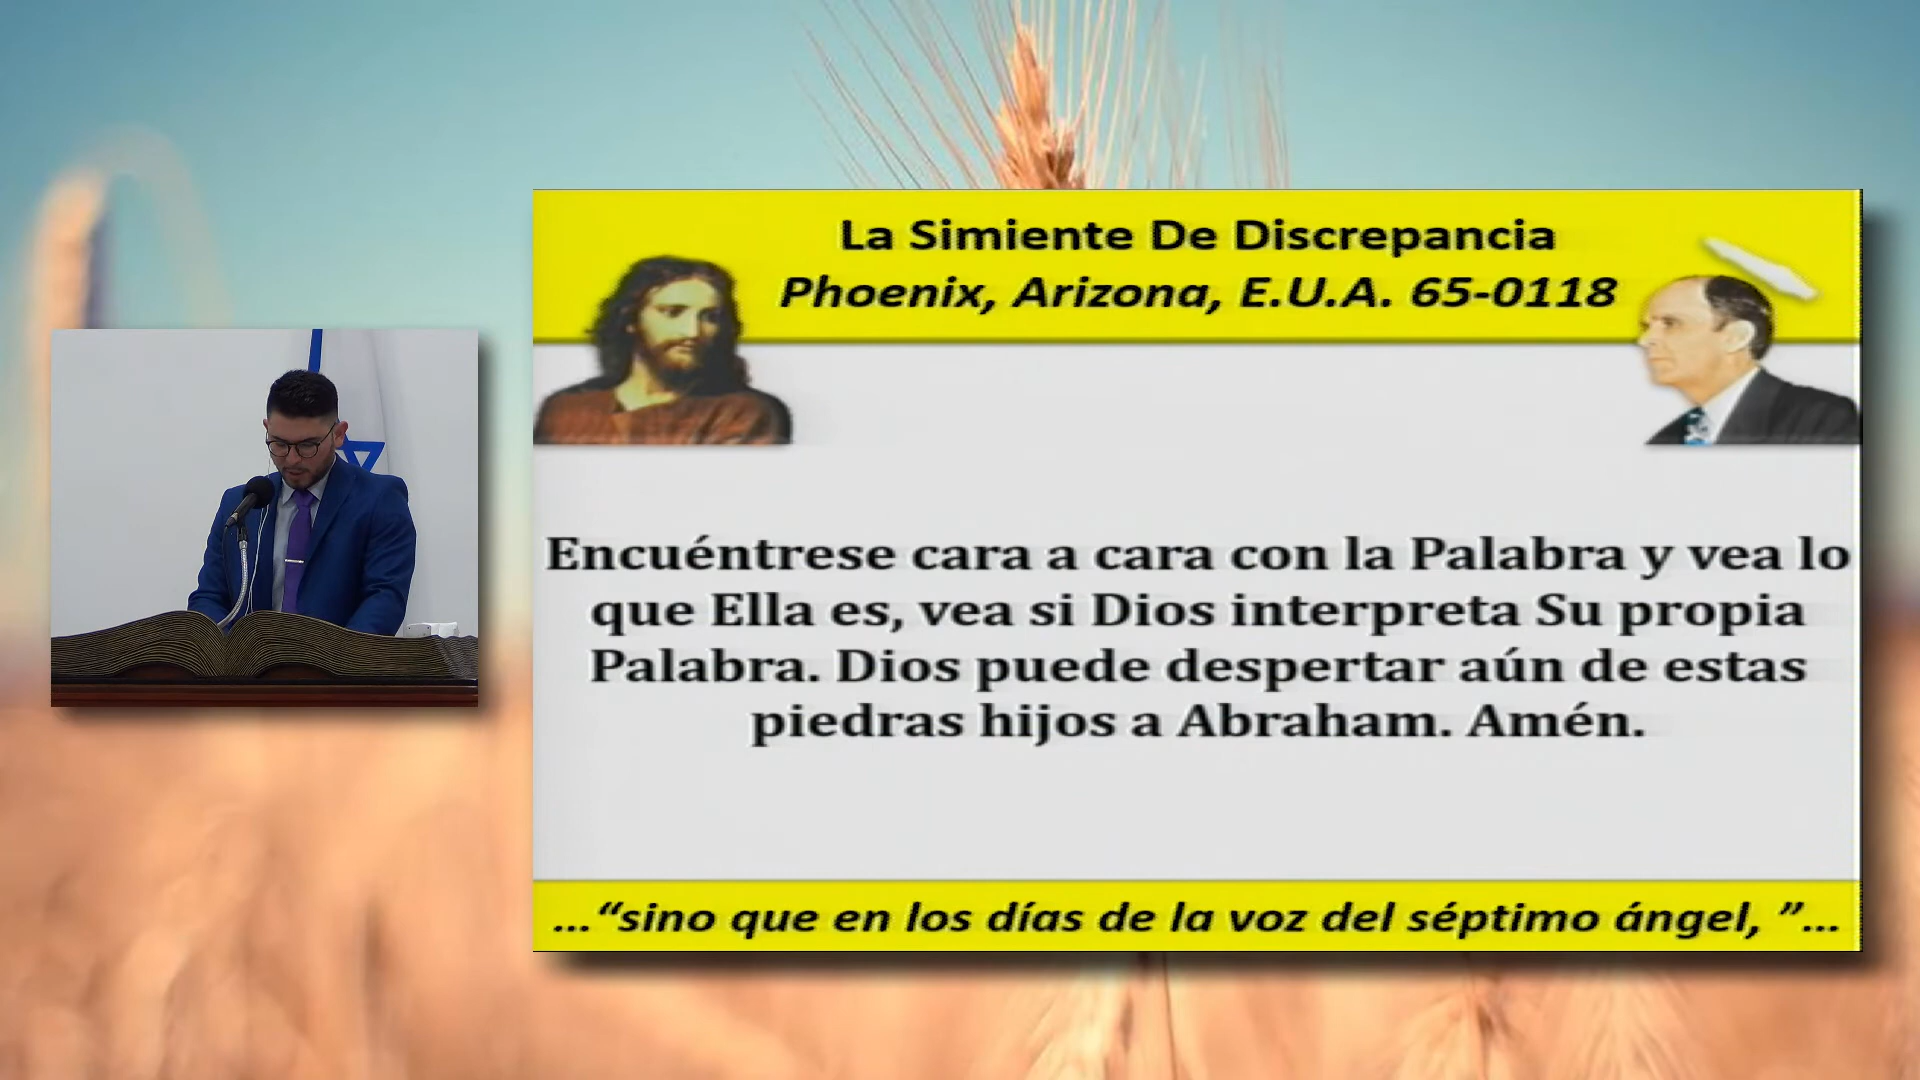 La Simiente De Discrepancia
Phoenix, Arizona, E.U.A. 65-0118
Encuéntrese cara a cara con la Palabra y vea lo
que Ella es, vea si Dios interpreta Su propia
Palabra. Dios puede despertar aún de estas
piedras hijos a Abraham. Amén.
...“sino que en los días de la voz del séptimo ángel, ”...